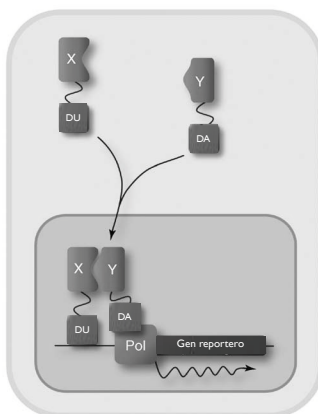 X
Y
DU
DA
X Y
DA
DU
Pol
Gen reportero